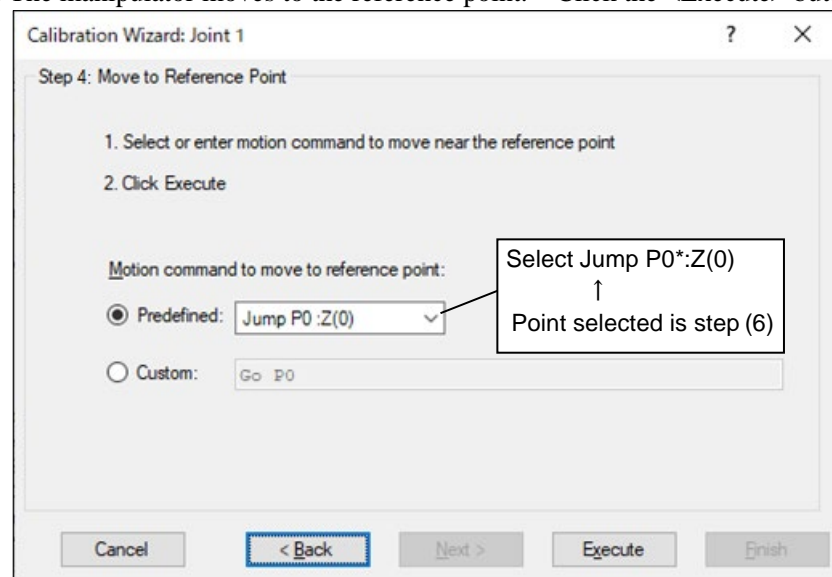 The manipulator moves to the reference point. Click the <Execute> but
Calibration Wizard: Joint 1 ? ×
Step 4: Move to Reference Point
1. Select or enter motion command to move near the reference point
2. Click Execute
Motion command to move to reference point:
Select Jump P0*:Z(0)
↑
Point selected is step (6)
Predefined: Jump P0 :Z(0)
Custom: Go P0
Cancel < Back Next > Execute Finish